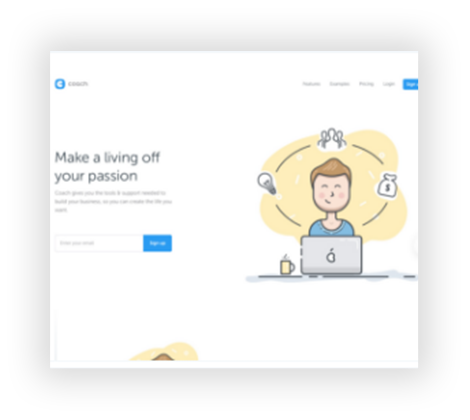 coach
Features Examples Pricing Login Sign
Make a living off
your passion
Coach gives you the tools & support needed to
build your business, so you can create the life you
want.
Enter your email Sign up
$